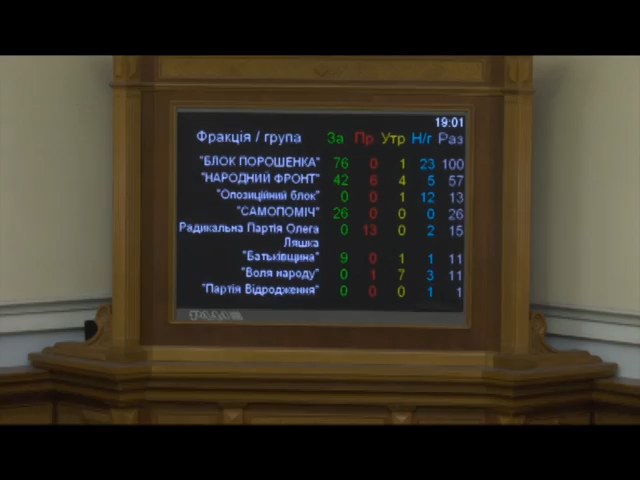 19:01
Фракція / група За Пр Утр Н/г Раз
"БЛОК ПОРОШЕНКА" 76 0 1 23 100
"НАРОДНИЙ ФРОНТ" 42 6 4 5 57
"Опозиційний блок" 0 0 1 12 13
"САМОПОМІЧ" 26 0 0 0 26
Радикальна Партія Олега 0 13 0 2 15
Ляшка
"Батьківщина" 9 0 1 1 11
"Воля народу" 0 1 7 3 11
"Партія Відродження" 0 0 0 1 1